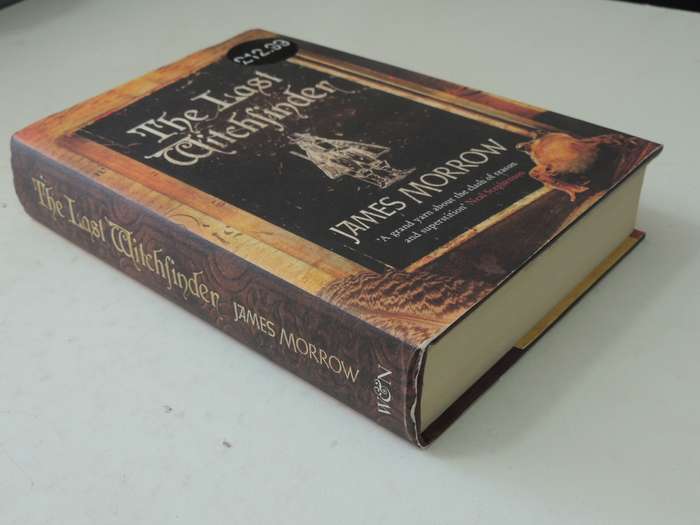 £12.99
The Last
Witchfinder
JAMES MORROW
'A grand yarn about the clash of reason
and superstition' Neal Stephenson
The Last Witchfinder JAMES MORROW W&N